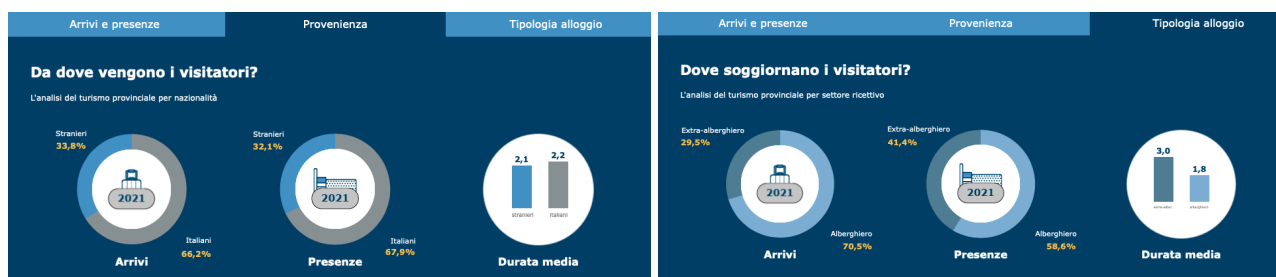 Arrivi e presenze
Provenienza
Tipologia alloggio
Da dove vengono i visitatori?
L'analisi del turismo provinciale per nazionalità
Stranieri
33,8%
2021
Italiani
66,2%
Arrivi
Stranieri
32,1%
2021
Italiani
67,9%
Presenze
2,1
2,2
stranieri
italiani
Durata media
Arrivi e presenze
Provenienza
Tipologia alloggio
Dove soggiornano i visitatori?
L'analisi del turismo provinciale per settore ricettivo
Extra-alberghiero
29,5%
2021
Alberghiero
70,5%
Arrivi
Extra-alberghiero
41,4%
2021
Alberghiero
58,6%
Presenze
3,0
1,8
extra-alber.
alberghiero
Durata media